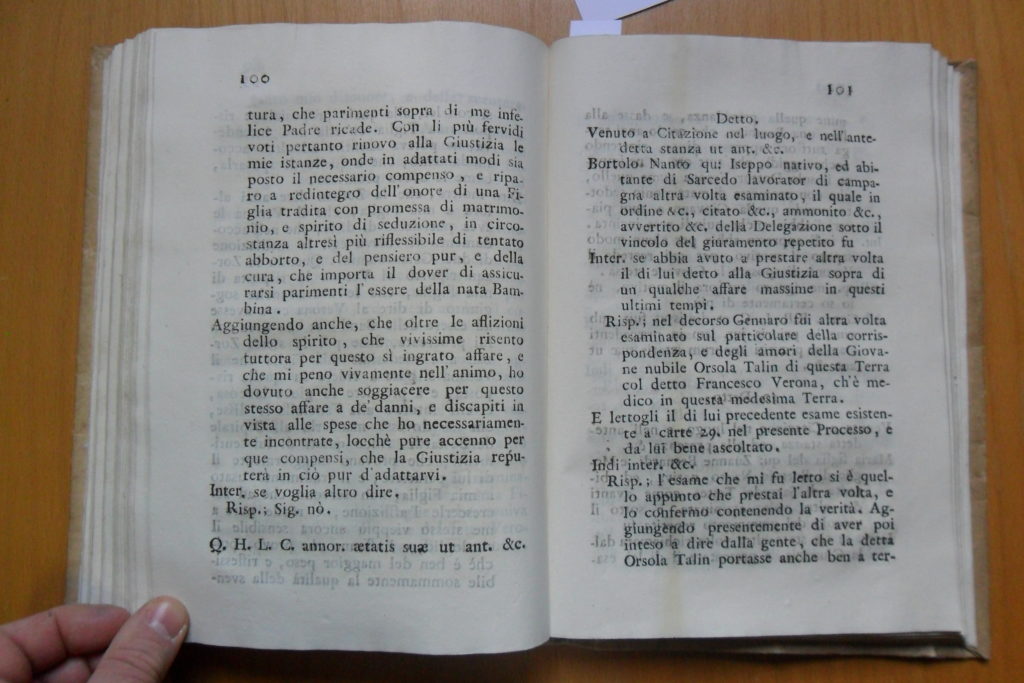 100
tura, che parimenti sopra di me infe-
lice Padre ricade. Con li più fervidi
voti pertanto rinovo alla Giustizia le
mie istanze, onde in adattati modi sia
posto il necessario compenso, e ripa-
ro a redintegro dell'onore di una Fi-
glia tradita con promessa di matrimo-
nio, e spirito di seduzione, in circo-
stanza altresì più riflessibile di tentato
abborto, e del pensiero pur, e della
cura, che importa il dover di assicu-
rarsi parimenti l'essere della nata Bam-
bina.
Aggiungendo anche, che oltre le aflizioni
dello spirito, che vivissime risento
tuttora per questo sì ingrato affare, e
che mi peno vivamente nell'animo, ho
dovuto anche soggiacere per questo
stesso affare a de' danni, e discapiti in
vista alle spese che ho necessariamen-
te incontrate, locchè pure accenno per
que compensi, che la Giustizia repu-
terà in ciò pur d'adattarvi.
Inter. se voglia altro dire.
Risp.; Sig. nò.
Q. H. L. C. annor. ætatis suæ ut ant. &c.
101
Detto.
Venuto a Citazione nel luogo, e nell'ante-
detta stanza ut ant. &c.
Bortolo Nanto qu: Iseppo nativo, ed abi-
tante di Sarcedo lavorator di campa-
gna altra volta esaminato, il quale in
ordine &c., citato &c., ammonito &c.,
avvertito &c. della Delegazione sotto il
vincolo del giuramento repetito fu
Inter. se abbia avuto a prestare altra volta
il di lui detto alla Giustizia sopra di
un qualche affare massime in questi
ultimi tempi.
Risp.; nel decorso Gennaro fui altra volta
esaminato sul particolare della corris-
pondenza, e degli amori della Giova-
ne nubile Orsola Talin di questa Terra
col detto Francesco Verona, ch'è me-
dico in questa medesima Terra.
E lettogli il di lui precedente esame esisten-
te a carte 29. nel presente Processo, e
da lui bene ascoltato.
Indi inter. &c.
Risp.; l'esame che mi fu letto si è quel-
lo appunto che prestai l'altra volta, e
lo confermo contenendo la verità. Ag-
giungendo presentemente di aver poi
inteso a dire dalla gente, che la detta
Orsola Talin portasse anche ben a ter-